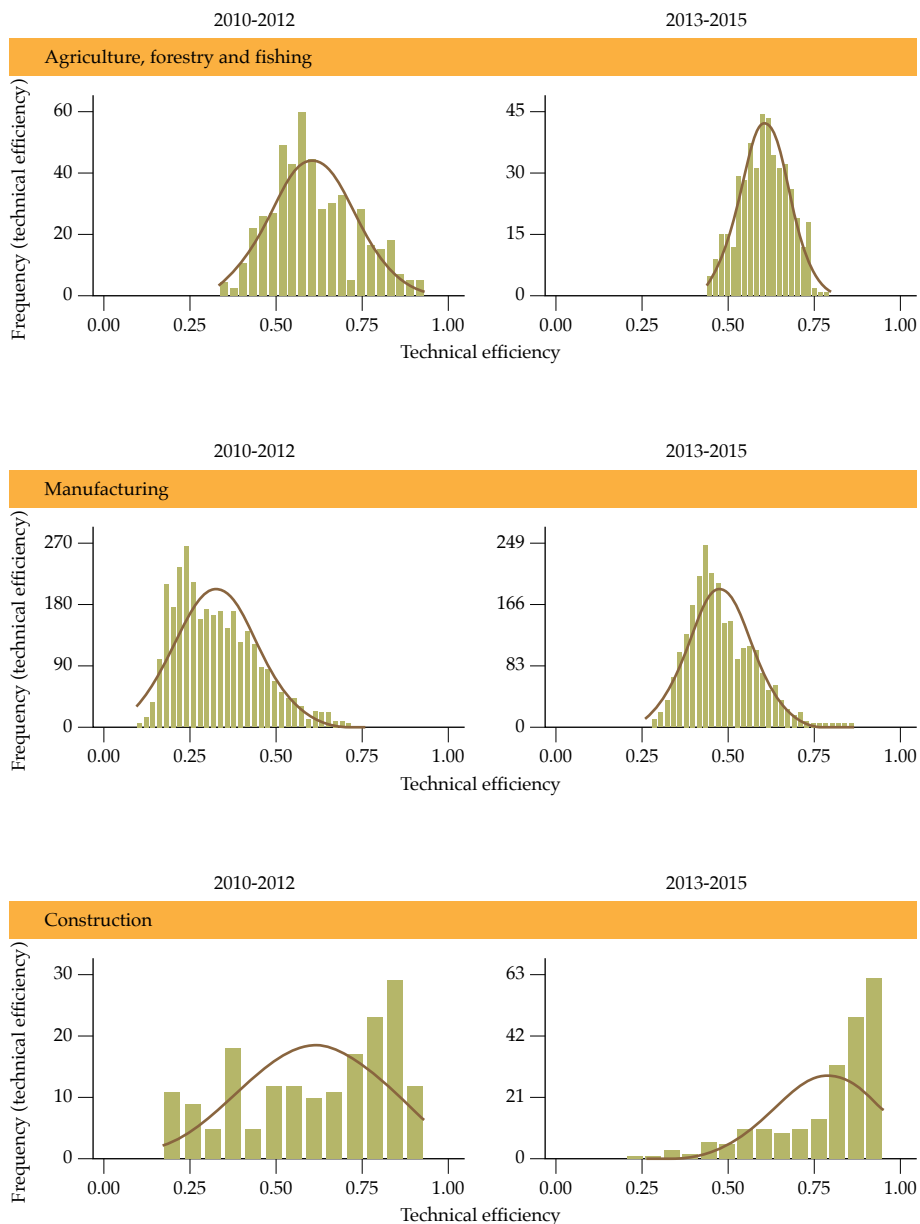 2010-2012 2013-2015
Agriculture, forestry and fishing
Frequency (technical efficiency)
60 45
40 30
20 15
0 0
0.00 0.25 0.50 0.75 1.00 0.00 0.25 0.50 0.75 1.00
Technical efficiency
2010-2012 2013-2015
Manufacturing
Frequency (technical efficiency)
270 249
180 166
90 83
0 0
0.00 0.25 0.50 0.75 1.00 0.00 0.25 0.50 0.75 1.00
Technical efficiency
2010-2012 2013-2015
Construction
Frequency (technical efficiency)
30 63
20 42
10 21
0 0
0.00 0.25 0.50 0.75 1.00 0.00 0.25 0.50 0.75 1.00
Technical efficiency